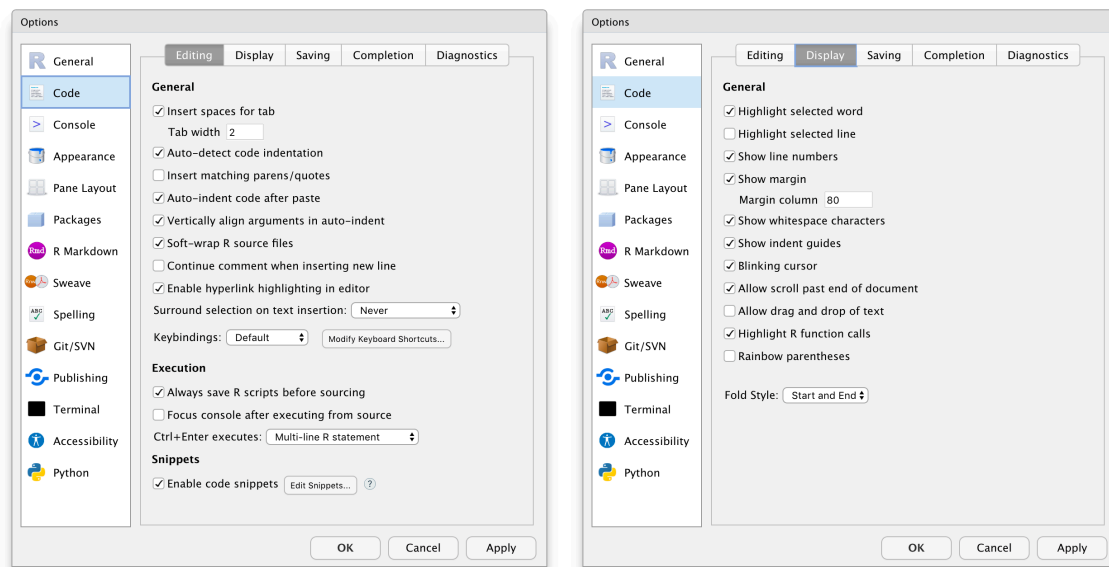 Options
General
Code
Console
Appearance
Pane Layout
Packages
R Markdown
Sweave
Spelling
Git/SVN
Publishing
Terminal
Accessibility
Python
Editing Display Saving Completion Diagnostics
General
Insert spaces for tab
Tab width 2
Auto-detect code indentation
Insert matching parens/quotes
Auto-indent code after paste
Vertically align arguments in auto-indent
Soft-wrap R source files
Continue comment when inserting new line
Enable hyperlink highlighting in editor
Surround selection on text insertion: Never
Keybindings: Default Modify Keyboard Shortcuts...
Execution
Always save R scripts before sourcing
Focus console after executing from source
Ctrl+Enter executes: Multi-line R statement
Snippets
Enable code snippets Edit Snippets... ?
OK Cancel Apply
Options
General
Code
Console
Appearance
Pane Layout
Packages
R Markdown
Sweave
Spelling
Git/SVN
Publishing
Terminal
Accessibility
Python
Editing Display Saving Completion Diagnostics
General
Highlight selected word
Highlight selected line
Show line numbers
Show margin
Margin column 80
Show whitespace characters
Show indent guides
Blinking cursor
Allow scroll past end of document
Allow drag and drop of text
Highlight R function calls
Rainbow parentheses
Fold Style: Start and End
OK Cancel Apply